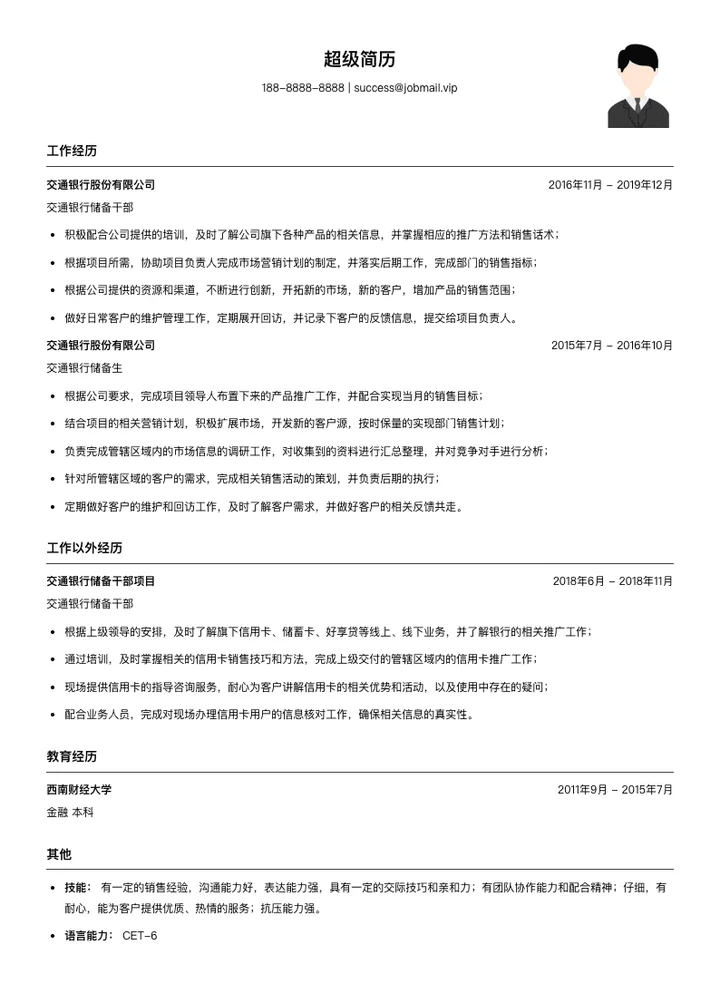 超级简历
188-8888-8888 | success@jobmail.vip
工作经历
交通银行股份有限公司 2016年11月 – 2019年12月
交通银行储备干部
• 积极配合公司提供的培训，及时了解公司旗下各种产品的相关信息，并掌握相应的推广方法和销售话术；
• 根据项目所需，协助项目负责人完成市场营销计划的制定，并落实后期工作，完成部门的销售指标；
• 根据公司提供的资源和渠道，不断进行创新，开拓新的市场，新的客户，增加产品的销售范围；
• 做好日常客户的维护管理工作，定期展开回访，并记录下客户的反馈信息，提交给项目负责人。
交通银行股份有限公司 2015年7月 – 2016年10月
交通银行储备生
• 根据公司要求，完成项目领导人布置下来的产品推广工作，并配合实现当月的销售目标；
• 结合项目的相关营销计划，积极扩展市场，开发新的客户源，按时保量的实现部门销售计划；
• 负责完成管辖区域内的市场信息的调研工作，对收集到的资料进行汇总整理，并对竞争对手进行分析；
• 针对所管辖区域的客户的需求，完成相关销售活动的策划，并负责后期的执行；
• 定期做好客户的维护和回访工作，及时了解客户需求，并做好客户的相关反馈共走。
工作以外经历
交通银行储备干部项目 2018年6月 – 2018年11月
交通银行储备干部
• 根据上级领导的安排，及时了解旗下信用卡、储蓄卡、好享贷等线上、线下业务，并了解银行的相关推广工作；
• 通过培训，及时掌握相关的信用卡销售技巧和方法，完成上级交付的管辖区域内的信用卡推广工作；
• 现场提供信用卡的指导咨询服务，耐心为客户讲解信用卡的相关优势和活动，以及使用中存在的疑问；
• 配合业务人员，完成对现场办理信用卡用户的信息核对工作，确保相关信息的真实性。
教育经历
西南财经大学 2011年9月 – 2015年7月
金融 本科
其他
• 技能： 有一定的销售经验，沟通能力好，表达能力强，具有一定的交际技巧和亲和力；有团队协作能力和配合精神；仔细，有
耐心，能为客户提供优质、热情的服务；抗压能力强。
• 语言能力： CET-6